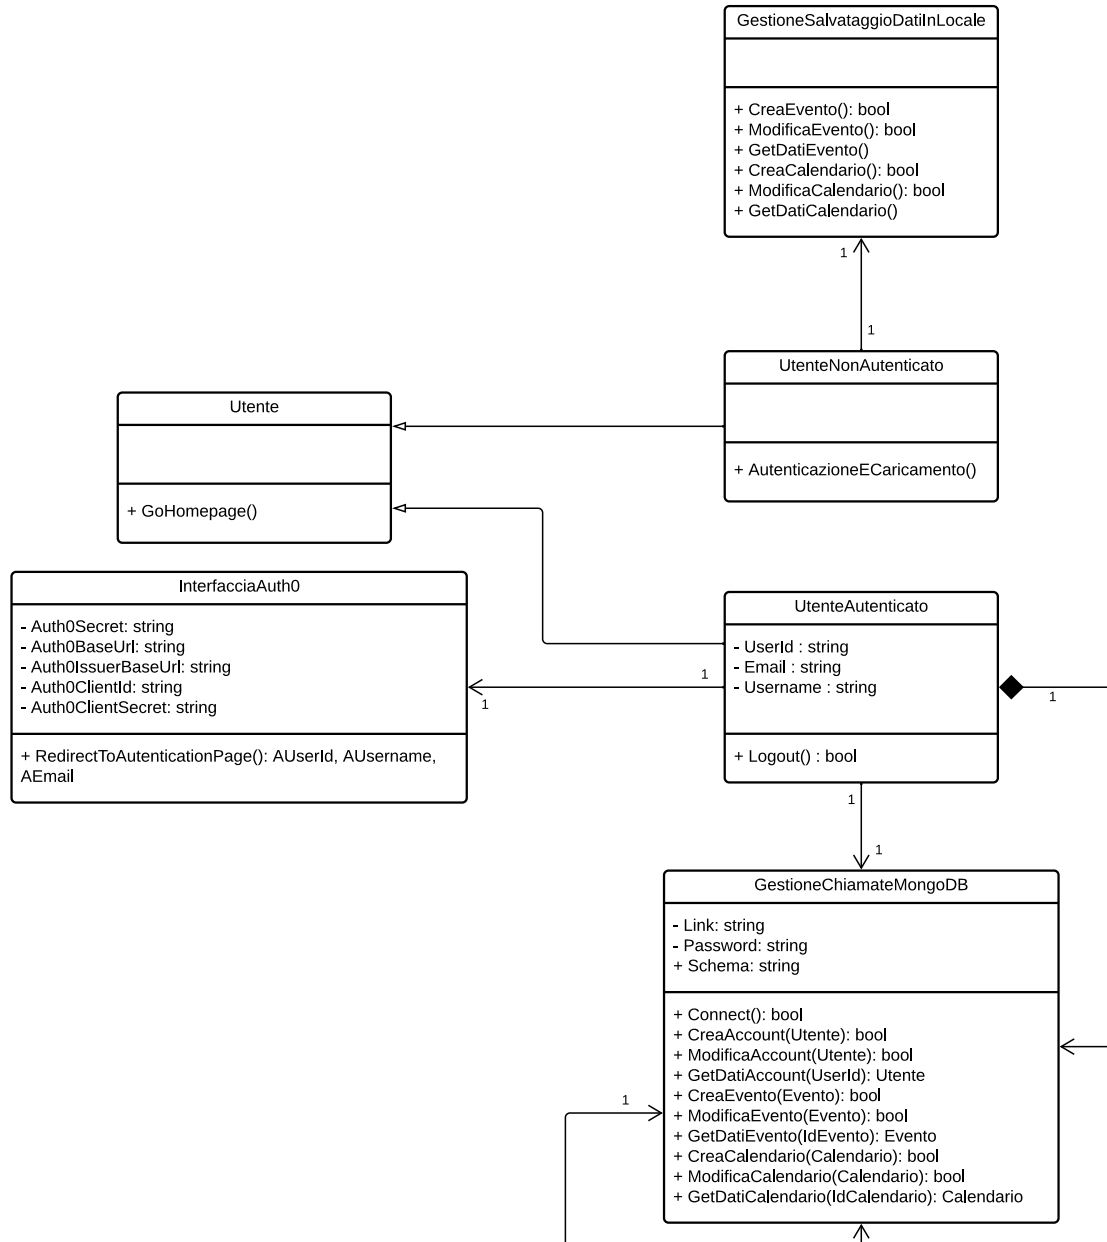 GestioneSalvataggioDatiInLocale
+ CreaEvento(): bool
+ ModificaEvento(): bool
+ GetDatiEvento()
+ CreaCalendario(): bool
+ ModificaCalendario(): bool
+ GetDatiCalendario()
1
1
UtenteNonAutenticato
+ AutenticazioneECaricamento()
Utente
+ GoHomepage()
InterfacciaAuth0
- Auth0Secret: string
- Auth0BaseUrl: string
- Auth0IssuerBaseUrl: string
- Auth0ClientId: string
- Auth0ClientSecret: string
+ RedirectToAutenticationPage(): AUserId, AUsername,
AEmail
1
1
UtenteAutenticato
- UserId : string
- Email : string
- Username : string
+ Logout() : bool
1
1
1
GestioneChiamateMongoDB
- Link: string
- Password: string
+ Schema: string
+ Connect(): bool
+ CreaAccount(Utente): bool
+ ModificaAccount(Utente): bool
+ GetDatiAccount(UserId): Utente
+ CreaEvento(Evento): bool
+ ModificaEvento(Evento): bool
+ GetDatiEvento(IdEvento): Evento
+ CreaCalendario(Calendario): bool
+ ModificaCalendario(Calendario): bool
+ GetDatiCalendario(IdCalendario): Calendario
1